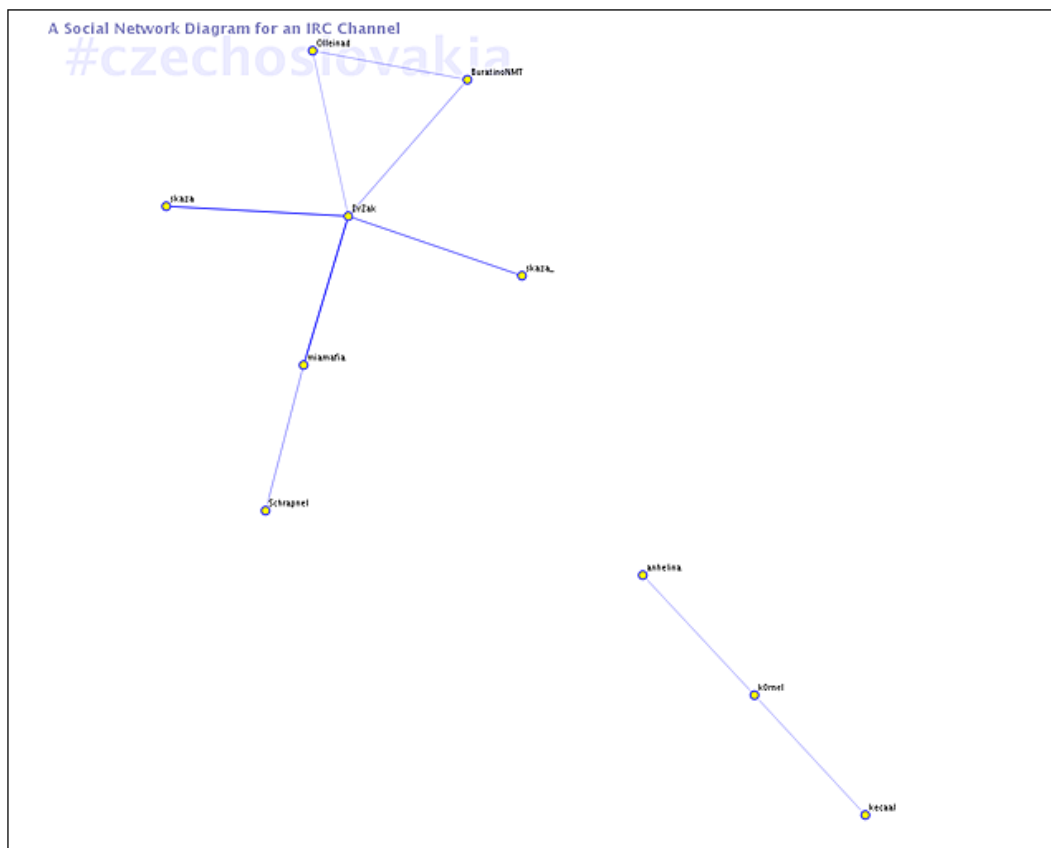 A Social Network Diagram for an IRC Channel
#czechoslovakia
Olleinad
BuratinoNMT
skaza
DrZak
skaza_
miamafia
Schrapnel
anhelina
k0rnel
kecaal